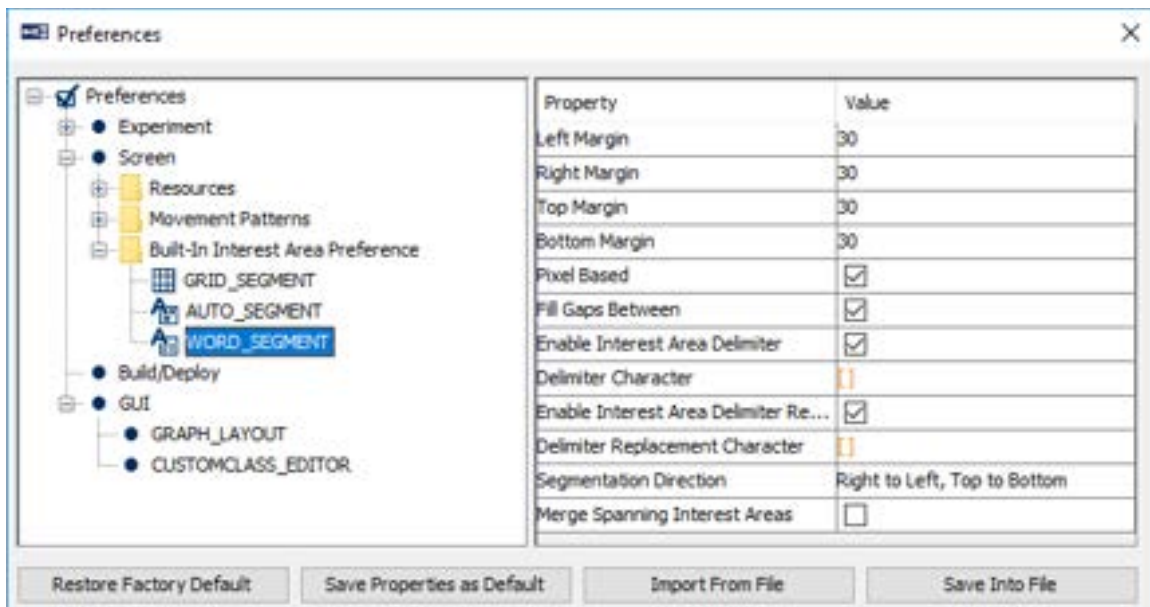 Preferences
Preferences
Experiment
Screen
Resources
Movement Patterns
Built-In Interest Area Preference
GRID_SEGMENT
AUTO_SEGMENT
WORD_SEGMENT
Build/Deploy
GUI
GRAPH_LAYOUT
CUSTOMCLASS_EDITOR
Property Value
Left Margin 30
Right Margin 30
Top Margin 30
Bottom Margin 30
Pixel Based
Fill Gaps Between
Enable Interest Area Delimiter
Delimiter Character []
Enable Interest Area Delimiter Re...
Delimiter Replacement Character []
Segmentation Direction Right to Left, Top to Bottom
Merge Spanning Interest Areas
Restore Factory Default Save Properties as Default Import From File Save Into File